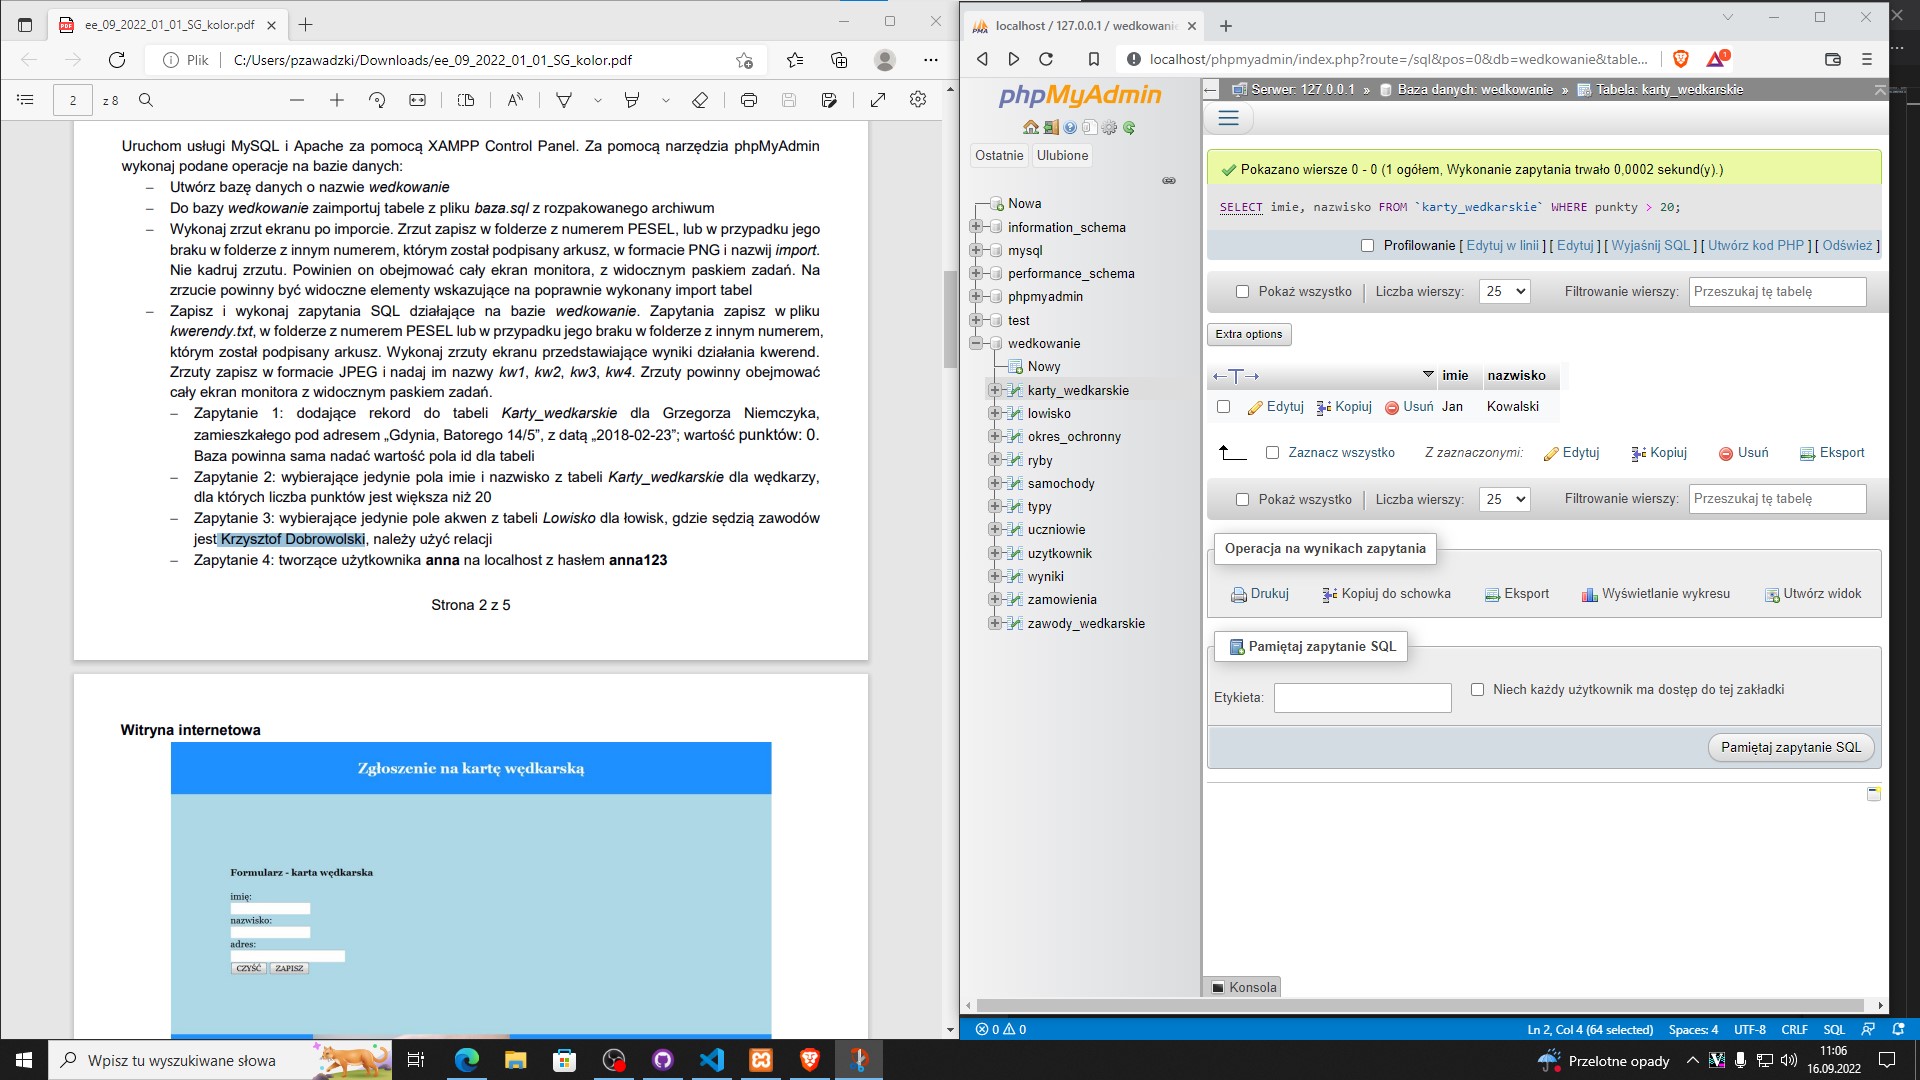 ee_09_2022_01_01_SG_kolor.pdf
Plik
C:/Users/pzawadzki/Downloads/ee_09_2022_01_01_SG_kolor.pdf
2 z 8
Uruchom usługi MySQL i Apache za pomocą XAMPP Control Panel. Za pomocą narzędzia phpMyAdmin
wykonaj podane operacje na bazie danych:
– Utwórz bazę danych o nazwie wedkowanie
– Do bazy wedkowanie zaimportuj tabele z pliku baza.sql z rozpakowanego archiwum
– Wykonaj zrzut ekranu po imporcie. Zrzut zapisz w folderze z numerem PESEL, lub w przypadku jego
braku w folderze z innym numerem, którym został podpisany arkusz, w formacie PNG i nazwij import.
Nie kadruj zrzutu. Powinien on obejmować cały ekran monitora, z widocznym paskiem zadań. Na
zrzucie powinny być widoczne elementy wskazujące na poprawnie wykonany import tabel
– Zapisz i wykonaj zapytania SQL działające na bazie wedkowanie. Zapytania zapisz w pliku
kwerendy.txt, w folderze z numerem PESEL lub w przypadku jego braku w folderze z innym numerem,
którym został podpisany arkusz. Wykonaj zrzuty ekranu przedstawiające wyniki działania kwerend.
Zrzuty zapisz w formacie JPEG i nadaj im nazwy kw1, kw2, kw3, kw4. Zrzuty powinny obejmować
cały ekran monitora z widocznym paskiem zadań.
– Zapytanie 1: dodające rekord do tabeli Karty_wedkarskie dla Grzegorza Niemczyka,
zamieszkałego pod adresem „Gdynia, Batorego 14/5”, z datą „2018-02-23”; wartość punktów: 0.
Baza powinna sama nadać wartość pola id dla tabeli
– Zapytanie 2: wybierające jedynie pola imie i nazwisko z tabeli Karty_wedkarskie dla wędkarzy,
dla których liczba punktów jest większa niż 20
– Zapytanie 3: wybierające jedynie pole akwen z tabeli Lowisko dla łowisk, gdzie sędzią zawodów
jest Krzysztof Dobrowolski, należy użyć relacji
– Zapytanie 4: tworzące użytkownika anna na localhost z hasłem anna123
Strona 2 z 5
Witryna internetowa
Zgłoszenie na kartę wędkarską
Formularz - karta wędkarska
imię:
nazwisko:
adres:
CZYŚĆ ZAPISZ
localhost / 127.0.0.1 / wedkowanie
localhost/phpmyadmin/index.php?route=/sql&pos=0&db=wedkowanie&table...
1
phpMyAdmin
Ostatnie Ulubione
Nowa
information_schema
mysql
performance_schema
phpmyadmin
test
wedkowanie
Nowy
karty_wedkarskie
lowisko
okres_ochronny
ryby
samochody
typy
uczniowie
uzytkownik
wyniki
zamowienia
zawody_wedkarskie
Serwer: 127.0.0.1 » Baza danych: wedkowanie » Tabela: karty_wedkarskie
Pokazano wiersze 0 - 0 (1 ogółem, Wykonanie zapytania trwało 0,0002 sekund(y).)
SELECT imie, nazwisko FROM `karty_wedkarskie` WHERE punkty > 20;
Profilowanie [ Edytuj w linii ] [ Edytuj ] [ Wyjaśnij SQL ] [ Utwórz kod PHP ] [ Odśwież ]
Pokaż wszystko Liczba wierszy: 25 Filtrowanie wierszy: Przeszukaj tę tabelę
Extra options
←T→ imie nazwisko
Edytuj Kopiuj Usuń Jan Kowalski
Zaznacz wszystko Z zaznaczonymi: Edytuj Kopiuj Usuń Eksport
Pokaż wszystko Liczba wierszy: 25 Filtrowanie wierszy: Przeszukaj tę tabelę
Operacja na wynikach zapytania
Drukuj Kopiuj do schowka Eksport Wyświetlanie wykresu Utwórz widok
Pamiętaj zapytanie SQL
Etykieta: Niech każdy użytkownik ma dostęp do tej zakładki
Pamiętaj zapytanie SQL
Konsola
0 0 Ln 2, Col 4 (64 selected) Spaces: 4 UTF-8 CRLF SQL
Wpisz tu wyszukiwane słowa
Przelotne opady
11:06
16.09.2022